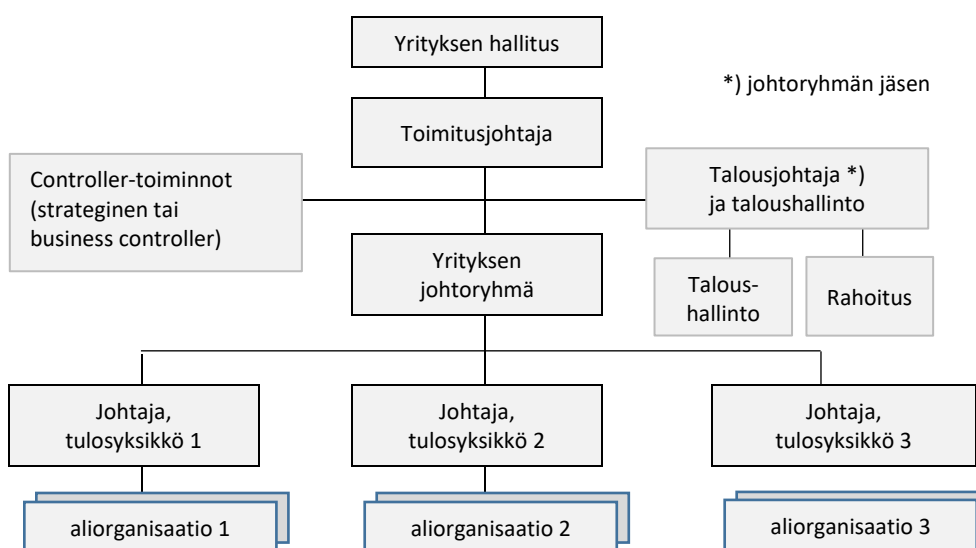 Yrityksen hallitus
*) johtoryhmän jäsen
Toimitusjohtaja
Controller-toiminnot
(strateginen tai
business controller)
Talousjohtaja *)
ja taloushallinto
Yrityksen
johtoryhmä
Talous-
hallinto
Rahoitus
Johtaja,
tulosyksikkö 1
Johtaja,
tulosyksikkö 2
Johtaja,
tulosyksikkö 3
aliorganisaatio 1
aliorganisaatio 2
aliorganisaatio 3